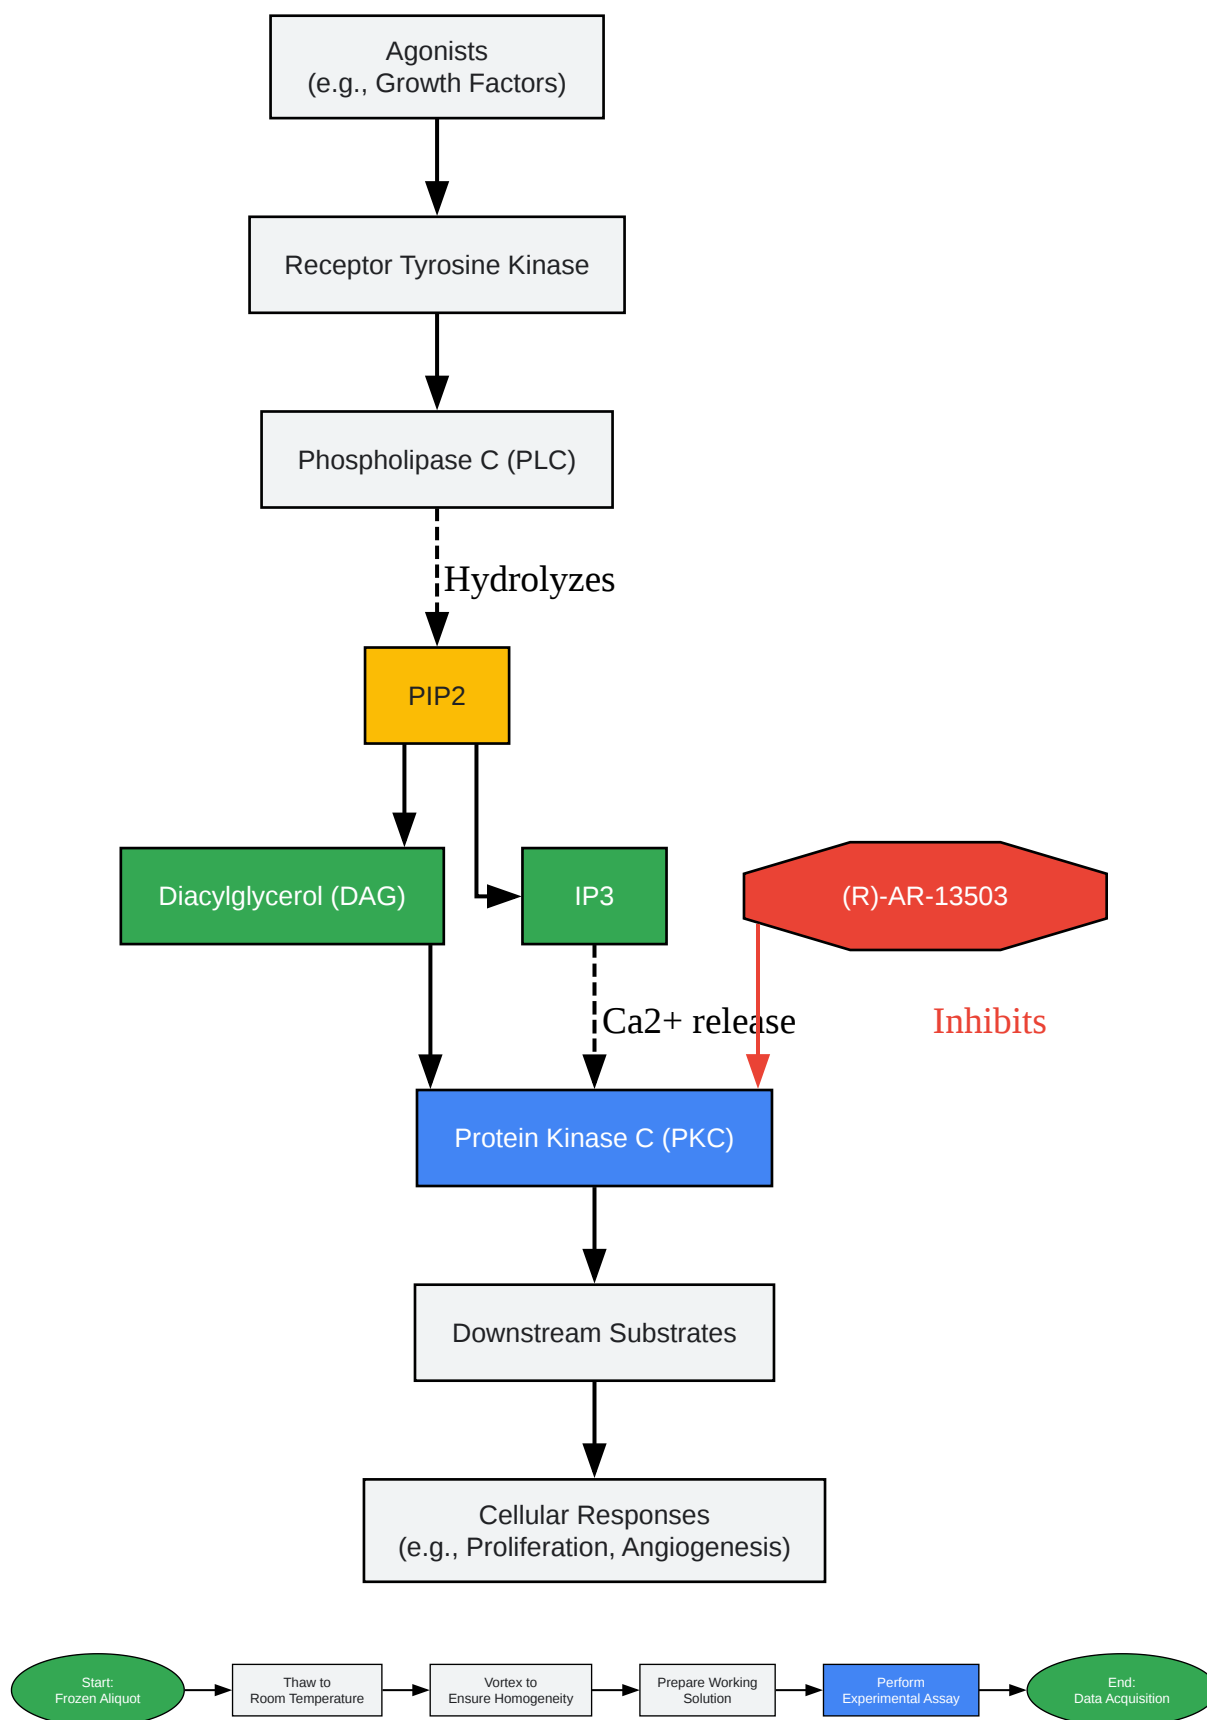 Agonists
(e.g., Growth Factors)
Receptor Tyrosine Kinase
Phospholipase C (PLC)
Hydrolyzes
PIP2
Diacylglycerol (DAG)
IP3
(R)-AR-13503
Ca2+ release
Inhibits
Protein Kinase C (PKC)
Downstream Substrates
Cellular Responses
(e.g., Proliferation, Angiogenesis)
Start:
Frozen Aliquot
Thaw to
Room Temperature
Vortex to
Ensure Homogeneity
Prepare Working
Solution
Perform
Experimental Assay
End:
Data Acquisition